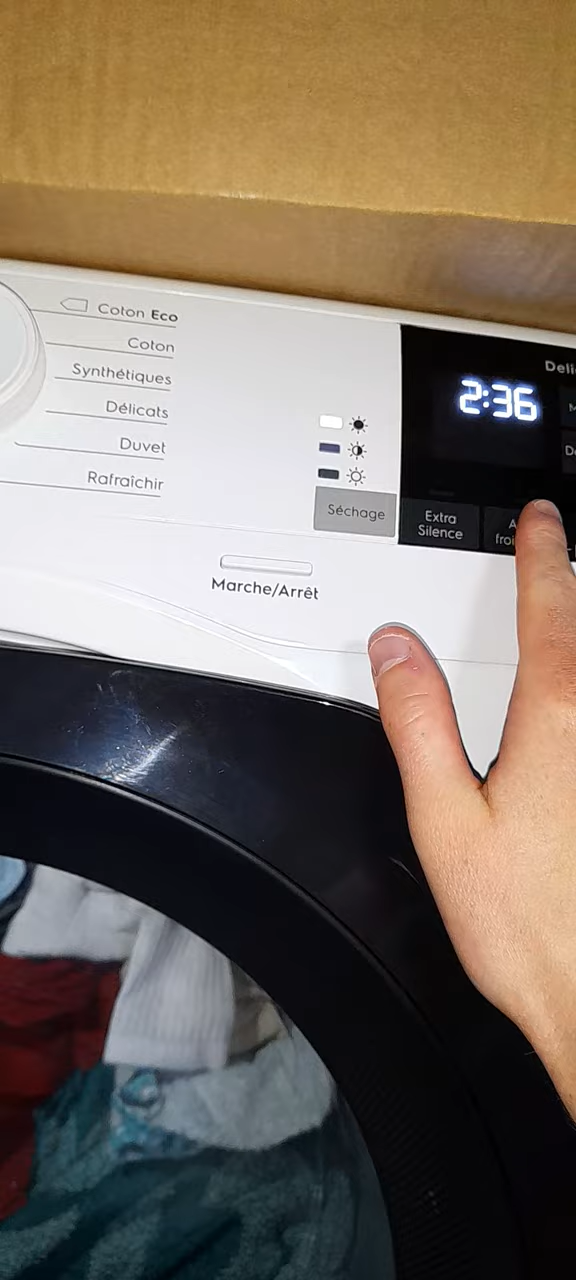 Coton Eco
Coton
Synthétiques
Délicats
Duvet
Rafraîchir
Séchage
Marche/Arrêt
2:36
Extra
Silence